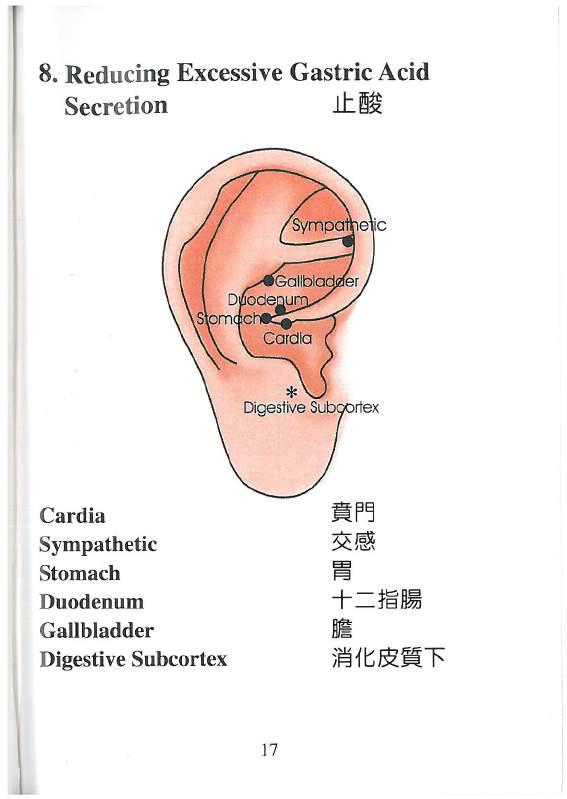 8. Reducing Excessive Gastric Acid
Secretion 止酸
Sympathetic
Gallbladder
Duodenum
Stomach
Cardia
*
Digestive Subcortex
Cardia 賁門
Sympathetic 交感
Stomach 胃
Duodenum 十二指腸
Gallbladder 膽
Digestive Subcortex 消化皮質下
17